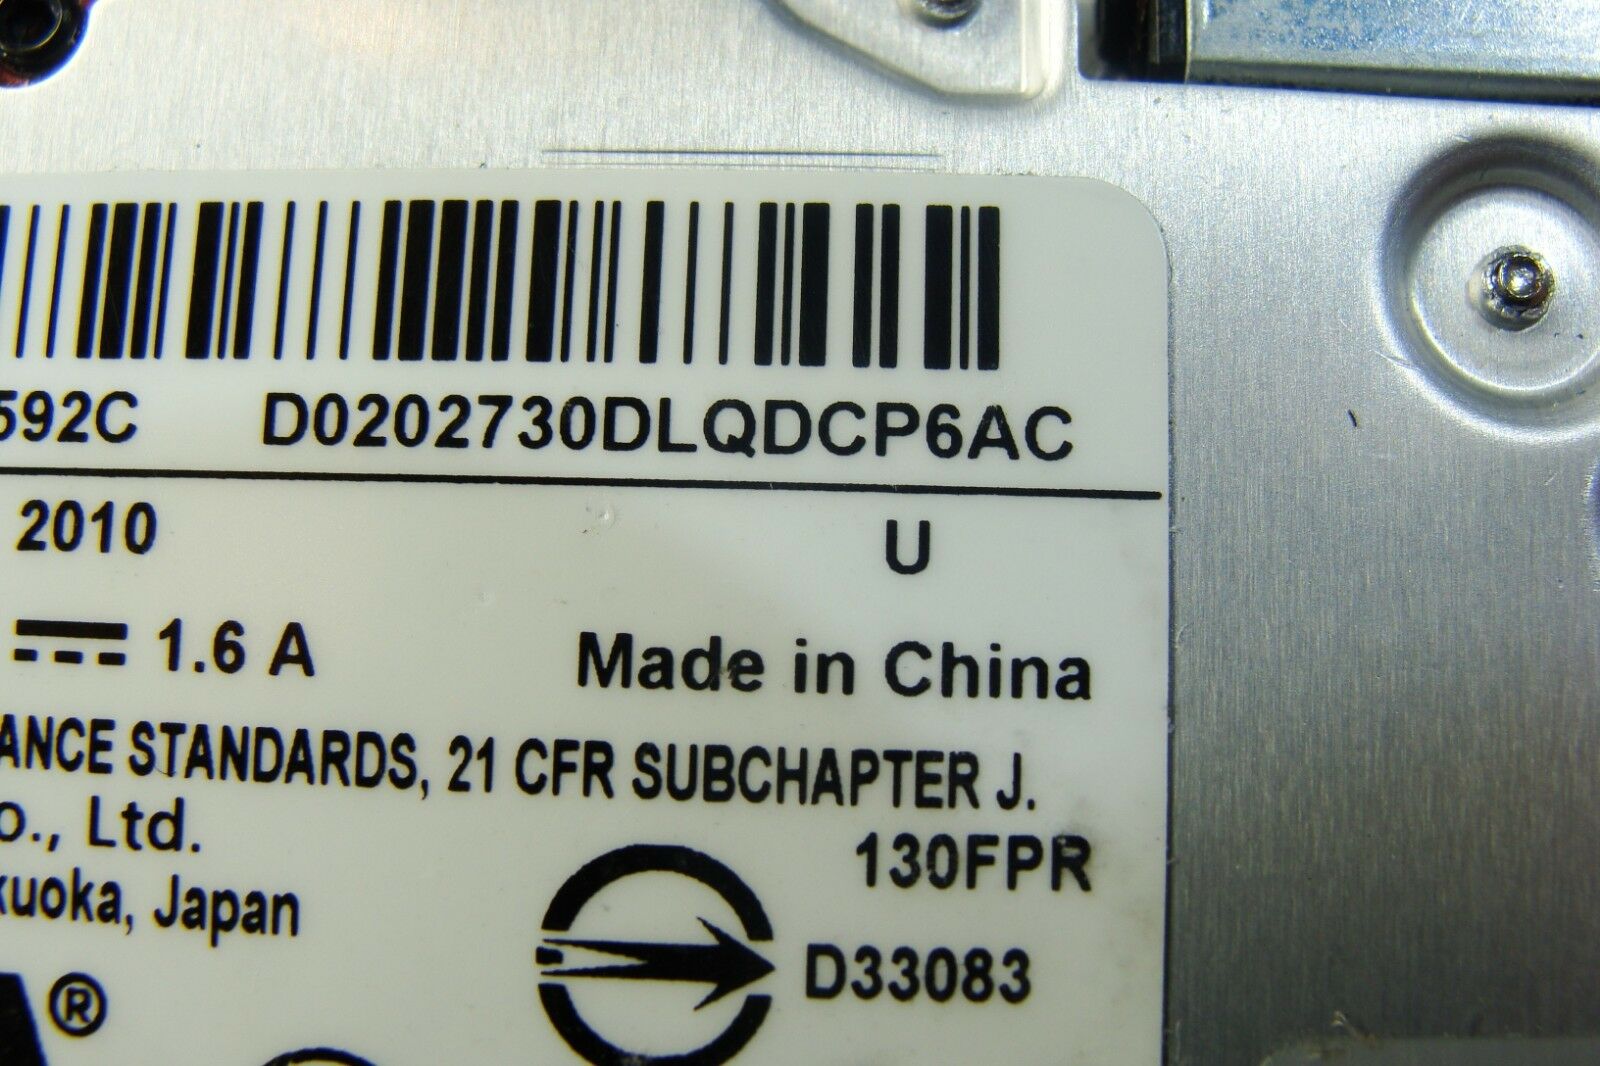 592C D0202730DLQDCP6AC
2010 U
1.6 A Made in China
ANCE STANDARDS, 21 CFR SUBCHAPTER J.
o., Ltd.
130FPR
kuoka, Japan
D33083
®